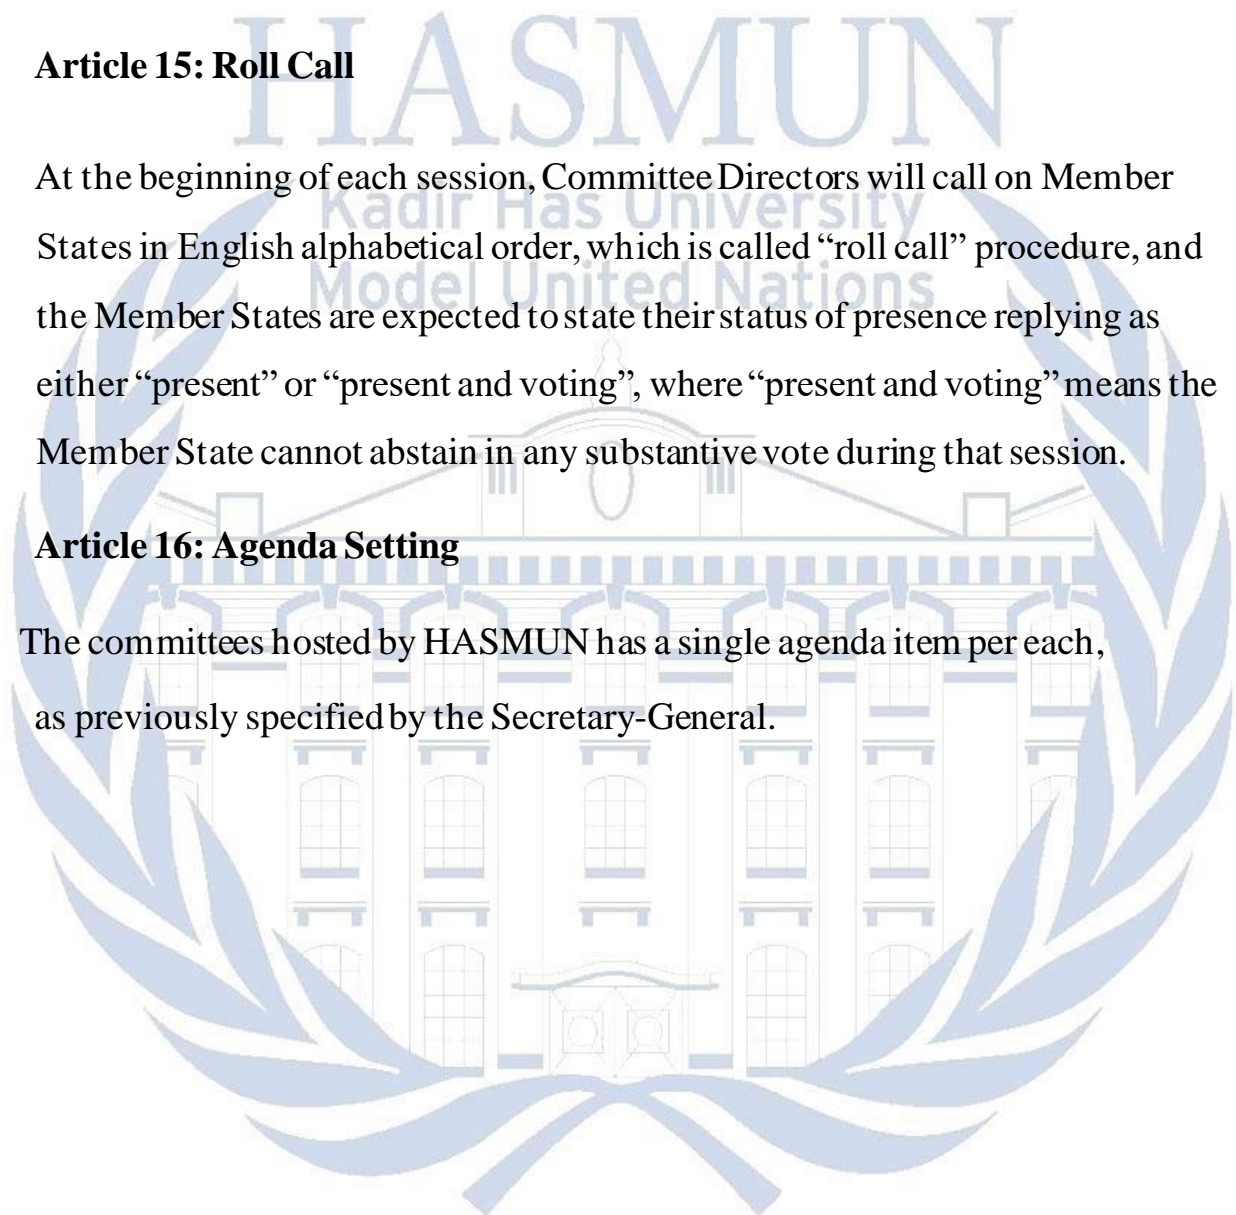 HASMUN
Kadir Has University
Model United Nations
Article 15: Roll Call
At the beginning of each session, Committee Directors will call on Member
States in English alphabetical order, which is called “roll call” procedure, and
the Member States are expected to state their status of presence replying as
either “present” or “present and voting”, where “present and voting” means the
Member State cannot abstain in any substantive vote during that session.
Article 16: Agenda Setting
The committees hosted by HASMUN has a single agenda item per each,
as previously specified by the Secretary-General.